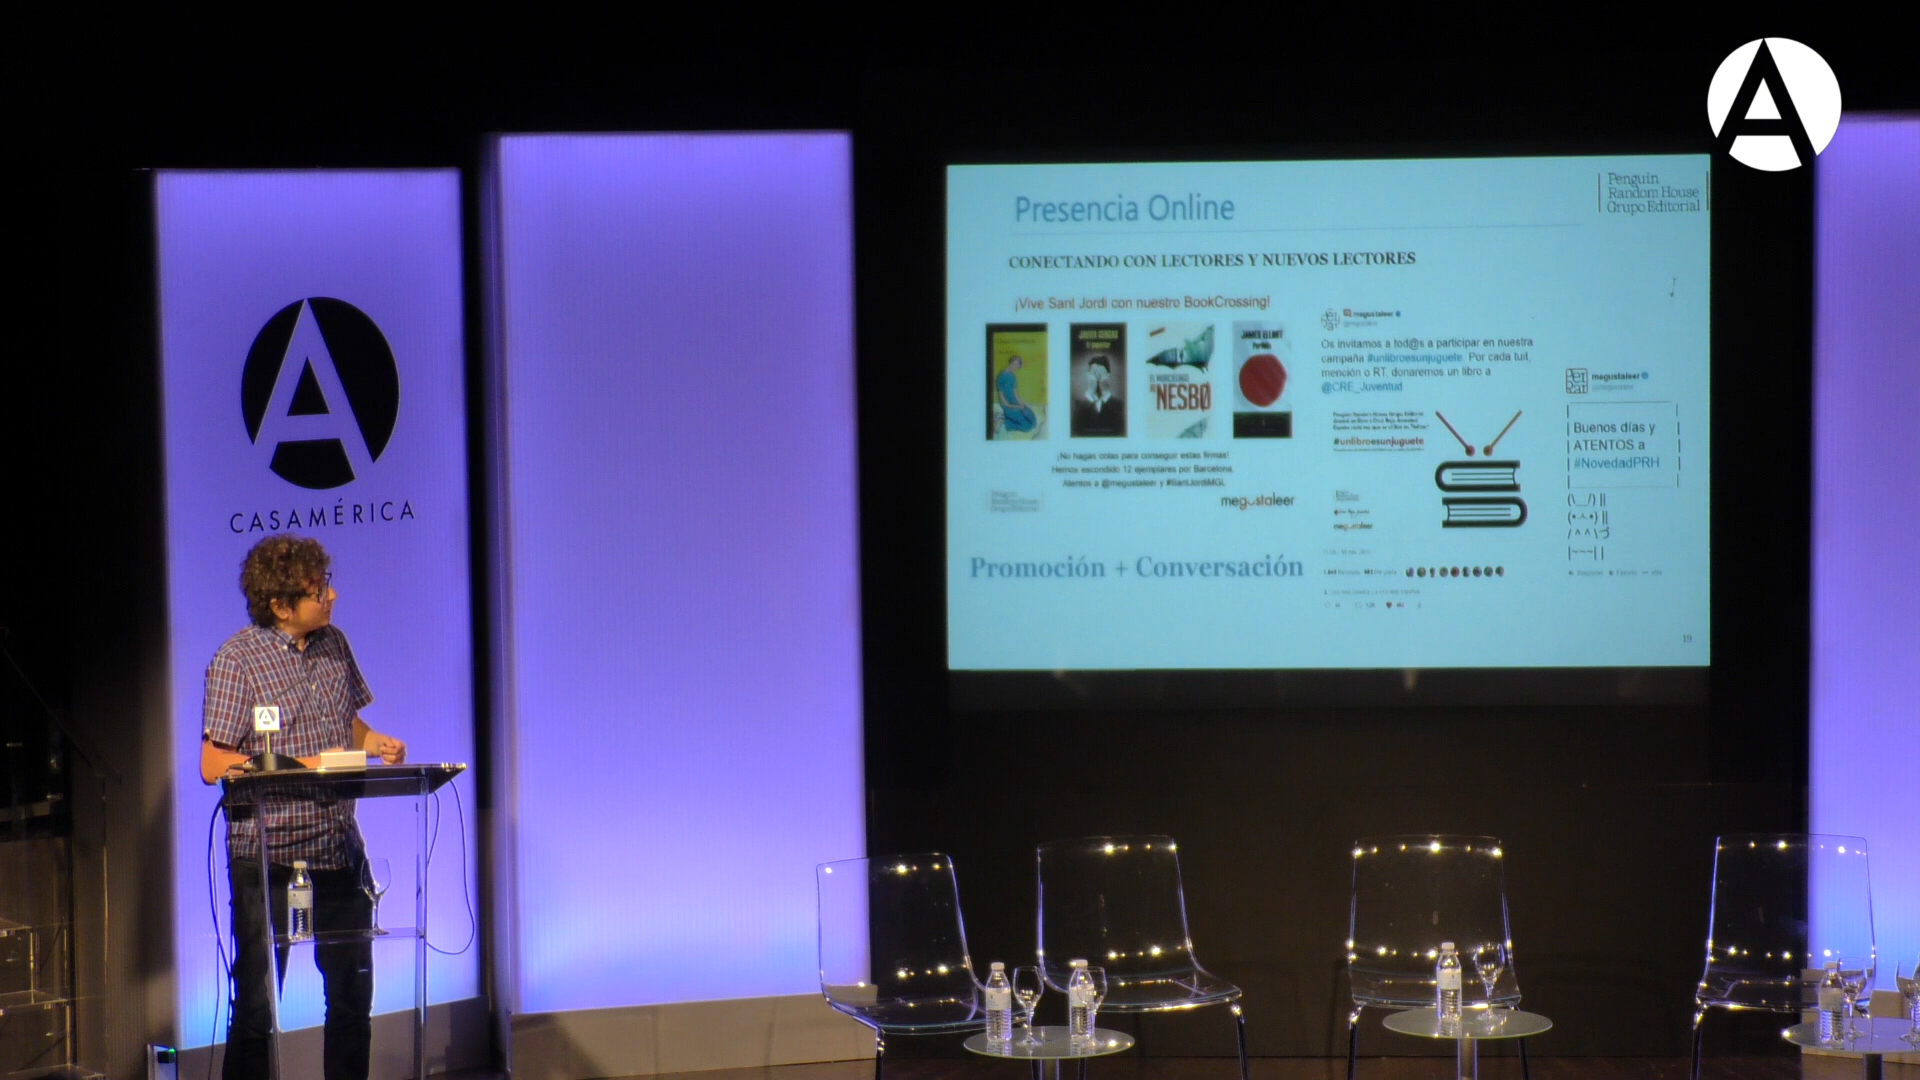 CASAMÉRICA
Penguin
Random House
Grupo Editorial
Presencia Online
CONECTANDO CON LECTORES Y NUEVOS LECTORES
¡Vive Sant Jordi con nuestro BookCrossing!
NESBØ
¡No hagas colas para conseguir estas firmas!
Hemos escondido 12 ejemplares por Barcelona.
Atentos a @megustaleer y #SantJordiMGL
megustaleer
Promoción + Conversación
megustaleer
Os invitamos a tod@s a participar en nuestra
campaña #unlibroesunjuguete. Por cada tuit,
mención o RT, donaremos un libro a
@CRE_Juventud
#unlibroesunjuguete
megustaleer
megustaleer
Buenos días y
ATENTOS a
#NovedadPRH
19